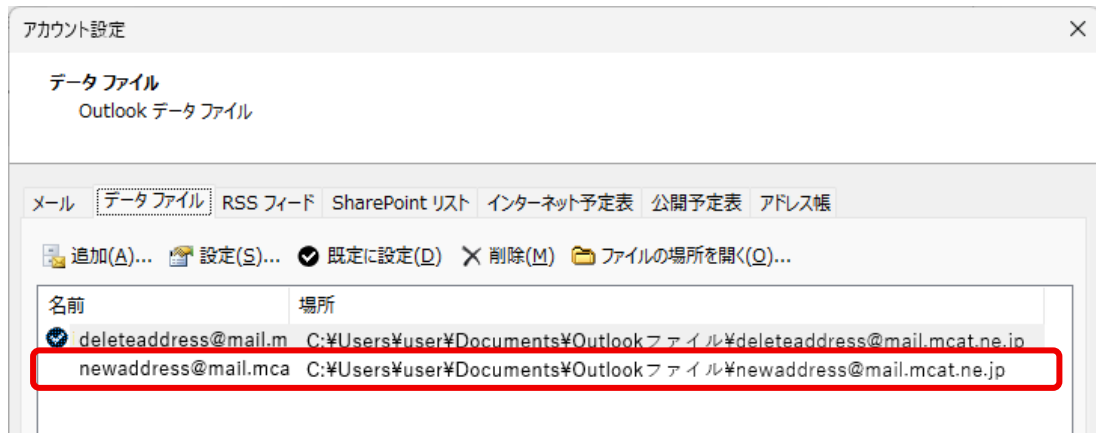 アカウント設定
データ ファイル
Outlook データ ファイル
メール データ ファイル RSS フィード SharePoint リスト インターネット予定表 公開予定表 アドレス帳
追加(A)... 設定(S)... 既定に設定(D) 削除(M) ファイルの場所を開く(O)...
名前 場所
deleteaddress@mail.m C:¥Users¥user¥Documents¥Outlookファイル¥deleteaddress@mail.mcat.ne.jp
newaddress@mail.mca C:¥Users¥user¥Documents¥Outlookファイル¥newaddress@mail.mcat.ne.jp